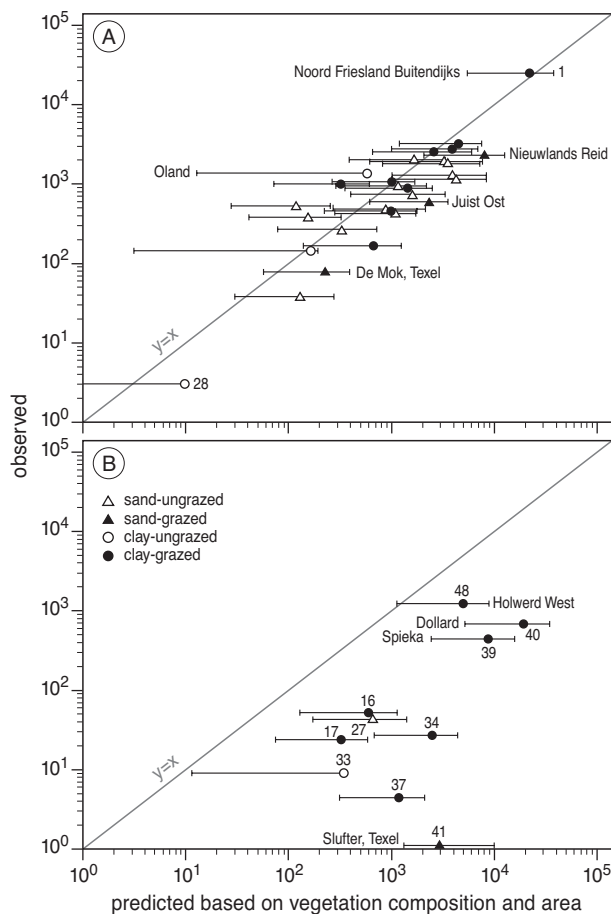 10^5
A
Noord Friesland Buitendijks
1
10^4
Nieuwlands Reid
Oland
10^3
Juist Ost
10^2
De Mok, Texel
y=x
10^1
28
10^0
observed
10^5
B
sand-ungrazed
sand-grazed
10^4
clay-ungrazed
clay-grazed
48
10^3
Holwerd West
Dollard
40
Spieka
39
10^2
16
17
27
34
y=x
33
10^1
37
Slufter, Texel
41
10^0
10^0
10^1
10^2
10^3
10^4
10^5
predicted based on vegetation composition and area